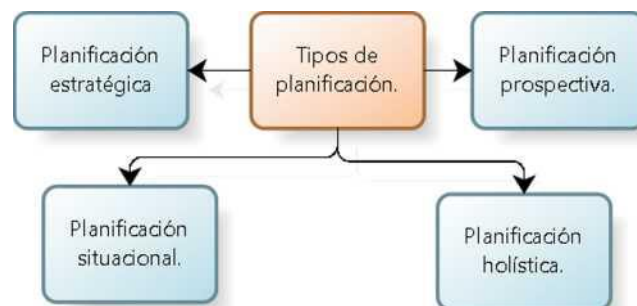 Planificación
estratégica
Tipos de
planificación.
Planificación
prospectiva.
Planificación
situacional.
Planificación
holística.